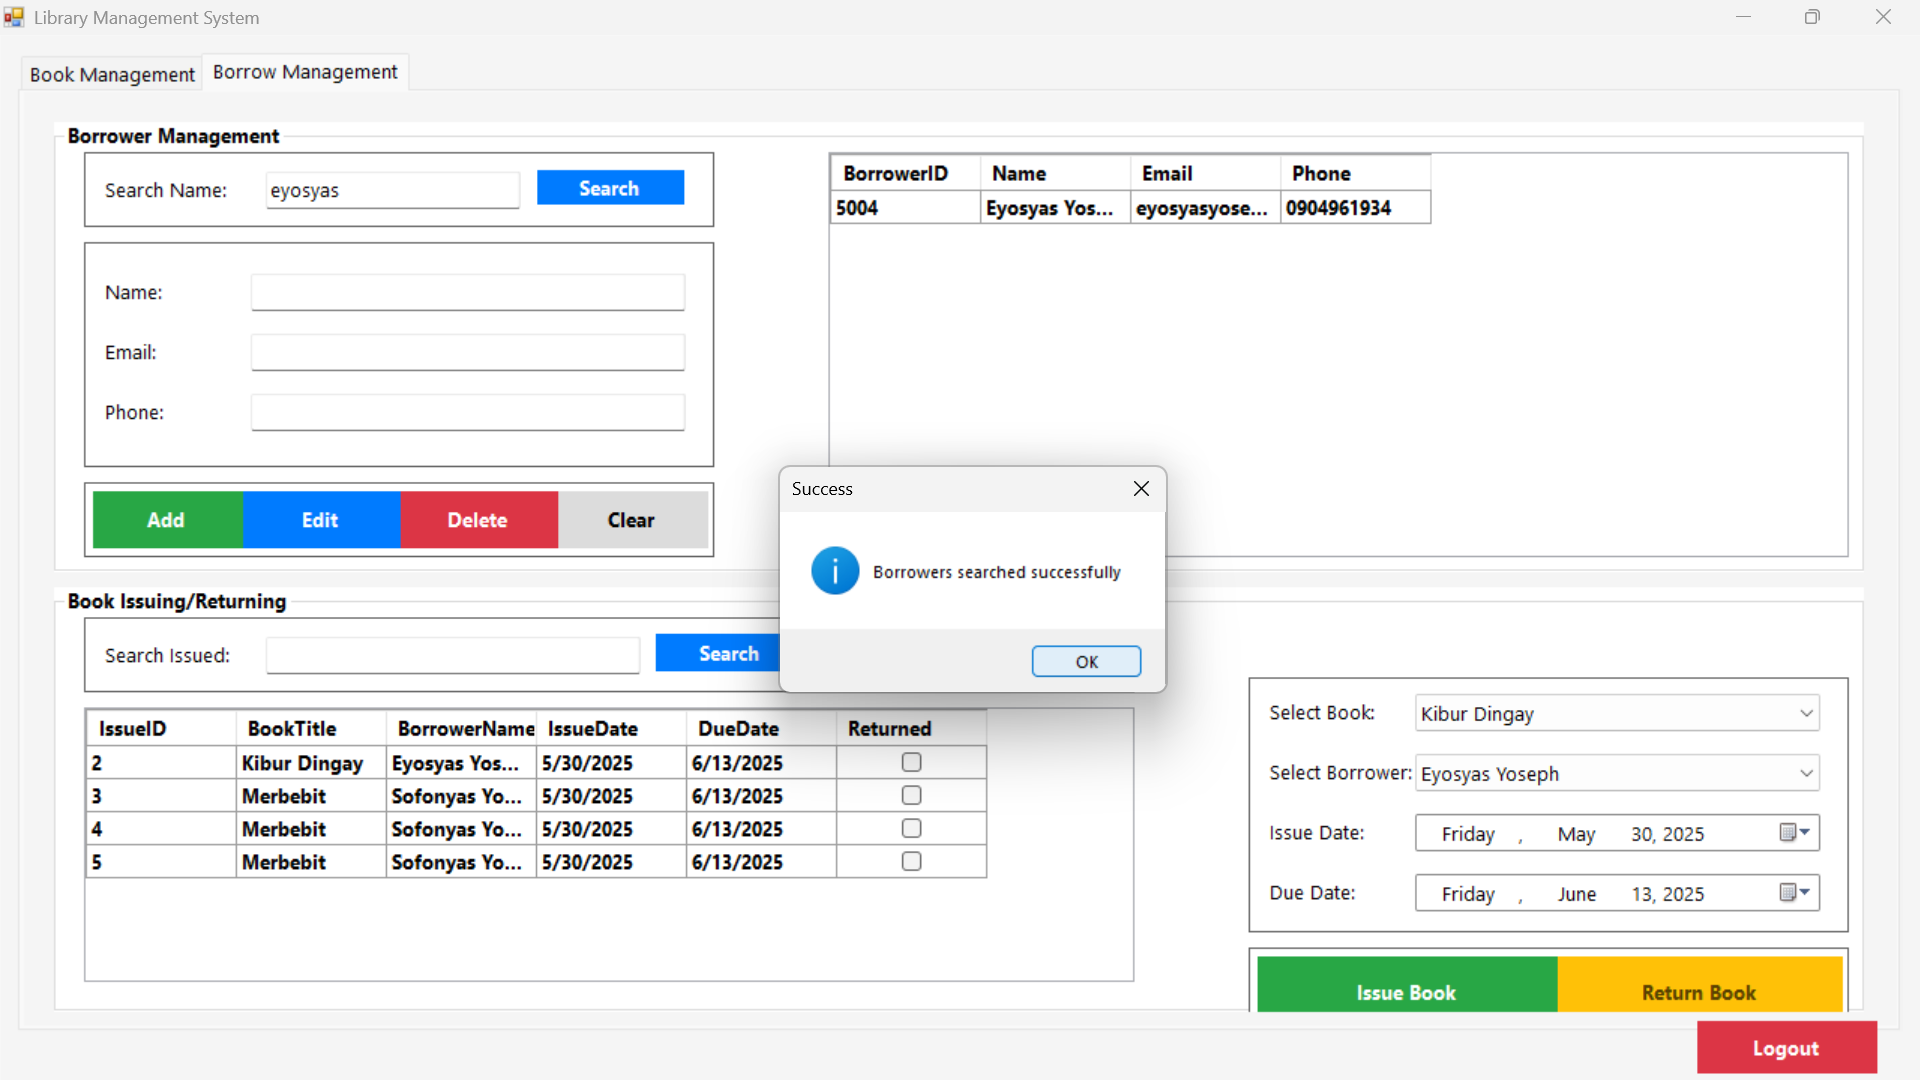 Library Management System
Book Management Borrow Management
Borrower Management
Search Name: eyosyas Search
Name:
Email:
Phone:
Add Edit Delete Clear
BorrowerID Name Email Phone
5004 Eyosyas Yos... eyosyasyose... 0904961934
Success
Borrowers searched successfully
OK
Book Issuing/Returning
Search Issued: Search
IssueID BookTitle BorrowerName IssueDate DueDate Returned
2 Kibur Dingay Eyosyas Yos... 5/30/2025 6/13/2025
3 Merbebit Sofonyas Yo... 5/30/2025 6/13/2025
4 Merbebit Sofonyas Yo... 5/30/2025 6/13/2025
5 Merbebit Sofonyas Yo... 5/30/2025 6/13/2025
Select Book: Kibur Dingay
Select Borrower: Eyosyas Yoseph
Issue Date: Friday , May 30, 2025
Due Date: Friday , June 13, 2025
Issue Book Return Book
Logout